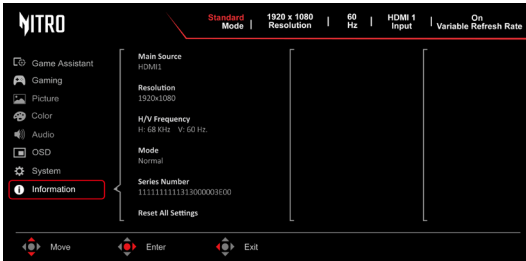 NITRO
Standard Mode
1920 x 1080 Resolution
60 Hz
HDMI 1 Input
On Variable Refresh Rate
Game Assistant
Gaming
Picture
Color
Audio
OSD
System
Information
Main Source
HDMI1
Resolution
1920x1080
H/V Frequency
H: 68 KHz V: 60 Hz.
Mode
Normal
Series Number
1111111111313000003E00
Reset All Settings
Move
Enter
Exit